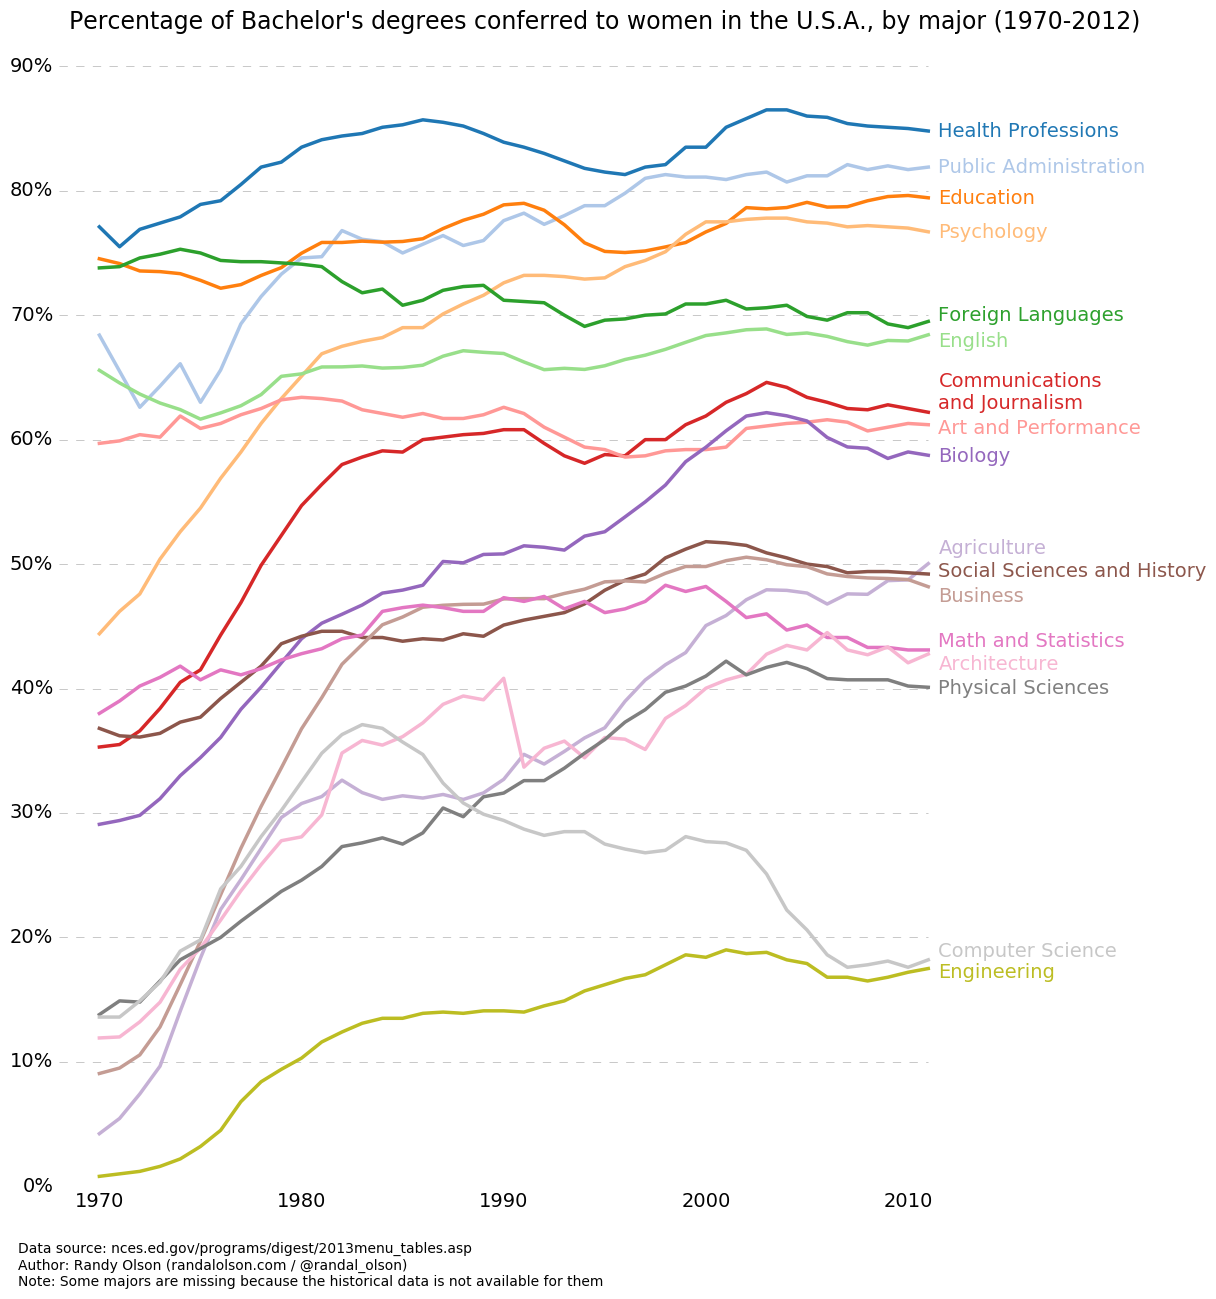 Percentage of Bachelor's degrees conferred to women in the U.S.A., by major (1970-2012)
90%
Health Professions
Public Administration
80%
Education
Psychology
70%
Foreign Languages
English
Communications
and Journalism
60%
Art and Performance
Biology
Agriculture
50%
Social Sciences and History
Business
Math and Statistics
Architecture
40%
Physical Sciences
30%
20%
Computer Science
Engineering
10%
0%
1970 1980 1990 2000 2010
Data source: nces.ed.gov/programs/digest/2013menu_tables.asp
Author: Randy Olson (randalolson.com / @randal_olson)
Note: Some majors are missing because the historical data is not available for them